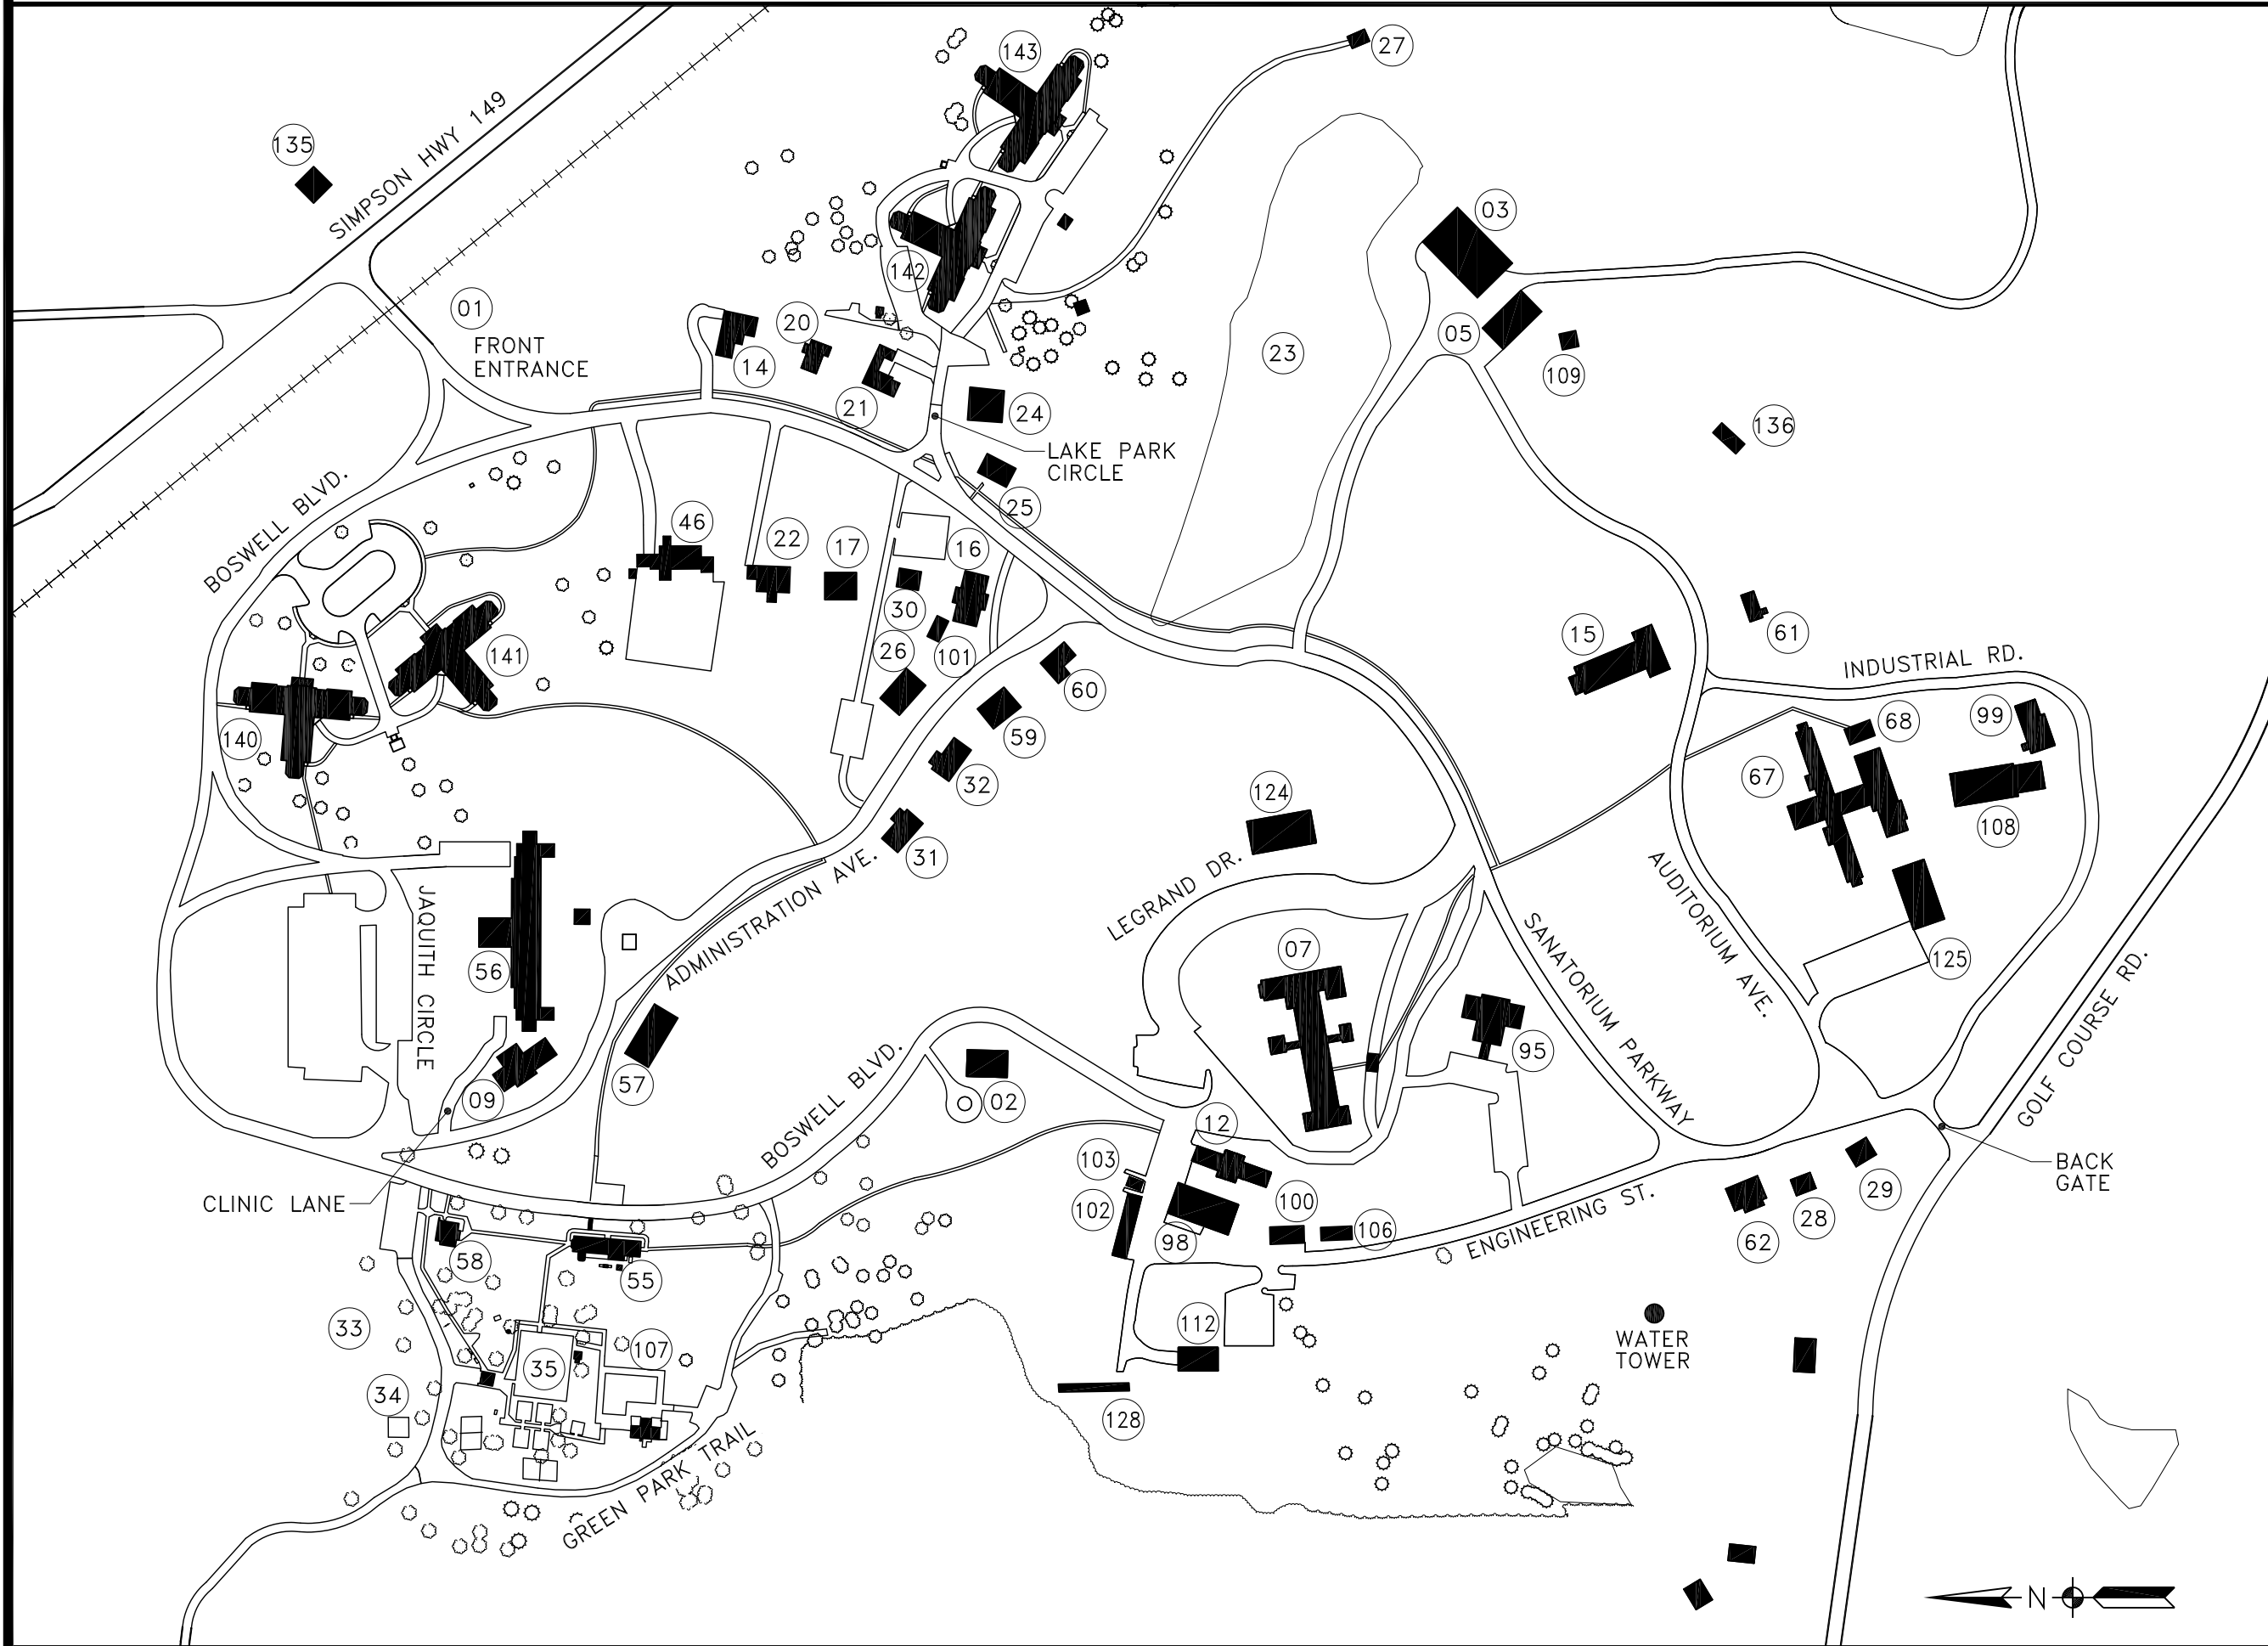 143
27
135
SIMPSON HWY 149
03
142
01
20
05
23
FRONT
ENTRANCE
14
109
21
24
136
LAKE PARK
CIRCLE
BOSWELL BLVD.
25
46
22
17
16
30
15
61
26
101
141
INDUSTRIAL RD.
60
140
59
99
68
67
32
124
108
31
LEGRAND DR.
AUDITORIUM AVE.
JAQUITH CIRCLE
ADMINISTRATION AVE.
SANATORIUM PARKWAY
07
125
56
GOLF COURSE RD.
BOSWELL BLVD.
95
57
09
02
12
103
BACK
GATE
29
CLINIC LANE
100
28
102
106
ENGINEERING ST.
62
98
58
55
33
112
107
WATER
TOWER
35
34
128
GREEN PARK TRAIL
N